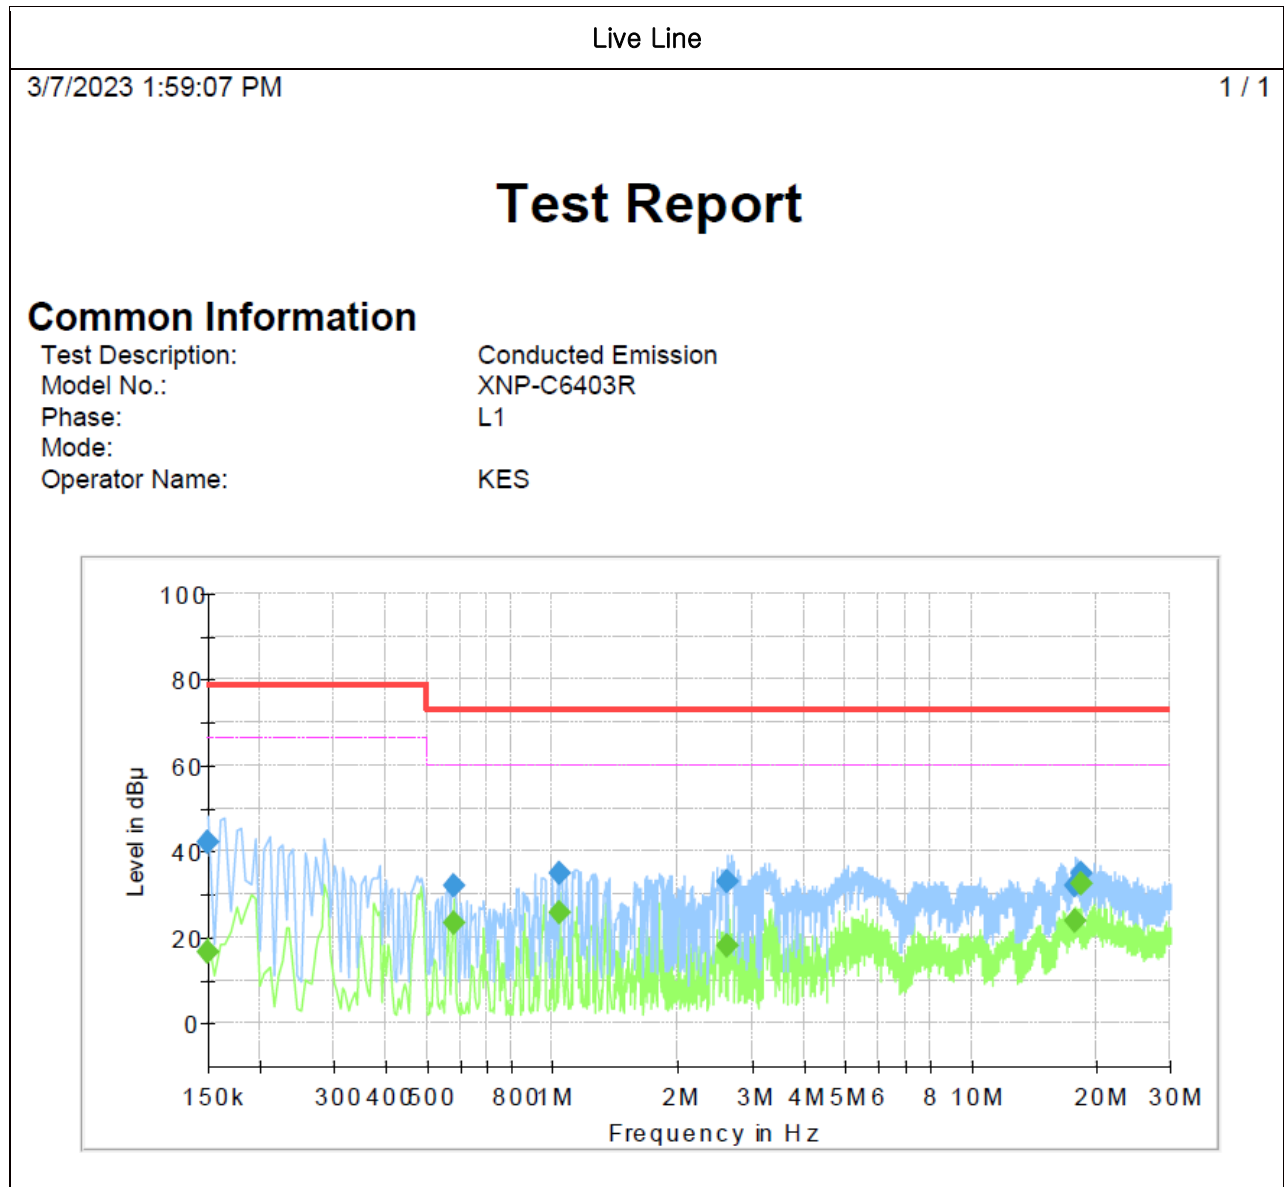 Live Line
3/7/2023 1:59:07 PM 1 / 1
Test Report
Common Information
Test Description: Conducted Emission
Model No.: XNP-C6403R
Phase: L1
Mode:
Operator Name: KES
100
80
60
40
20
0
Level in dBµ
150k 300 400 500 800 1M 2M 3M 4M 5M 6 8 10M 20M 30M
Frequency in Hz